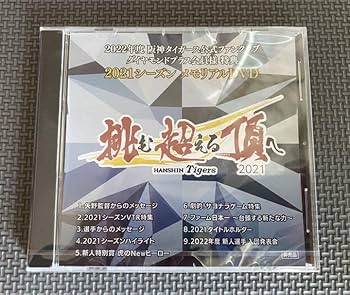 2022年度 阪神タイガース公式ファンクラブ
ダイヤモンドプラス会員様 特典
2021シーズン メモリアルDVD
挑む 超える 頂へ
HANSHIN Tigers 2021
1.矢野監督からのメッセージ
2.2021シーズンVTR特集
3.選手からのメッセージ
4.2021シーズンハイライト
5.新人特別賞 虎のNewヒーロー
6.劇的!サヨナラゲーム特集
7.ファーム日本一 〜台頭する新たな力〜
8.2021タイトルホルダー
9.2022年度 新人選手入団発表会
非売品